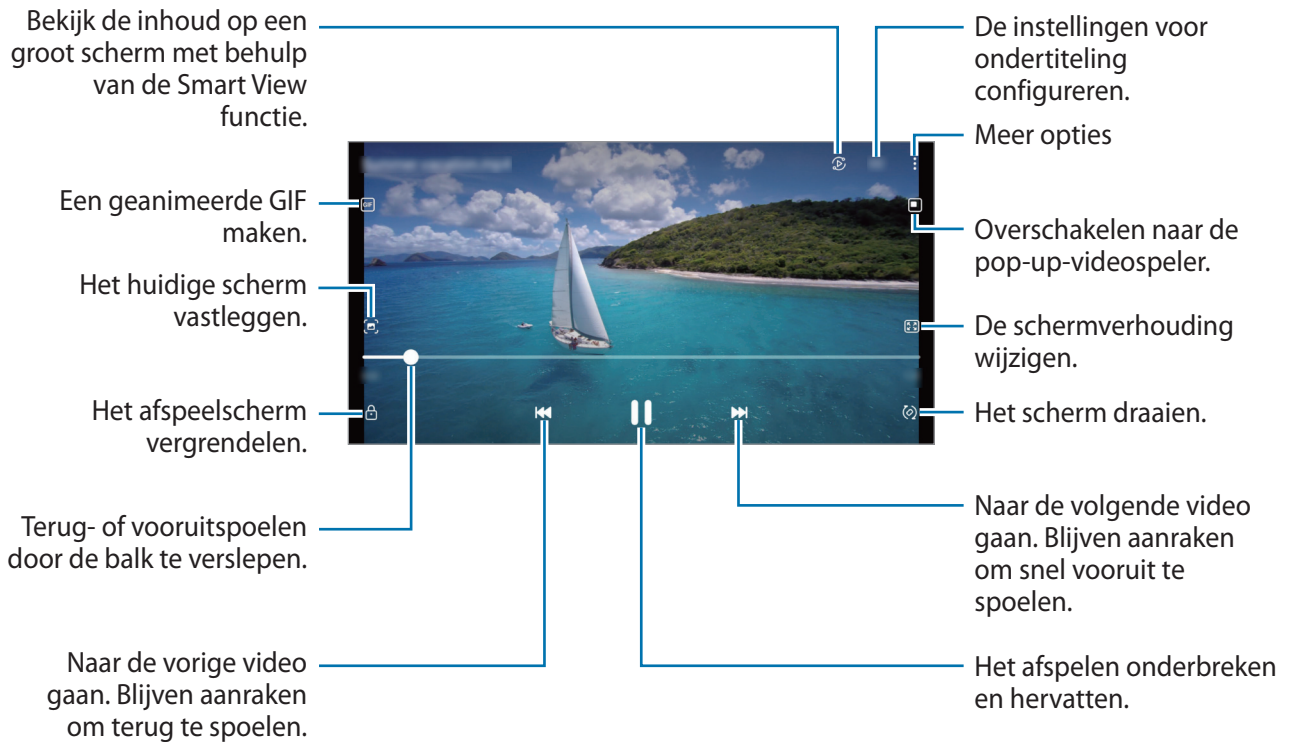 Bekijk de inhoud op een
groot scherm met behulp
van de Smart View
functie.
De instellingen voor
ondertiteling
configureren.
Meer opties
Een geanimeerde GIF
maken.
GIF
Overschakelen naar de
pop-up-videospeler.
Het huidige scherm
vastleggen.
De schermverhouding
wijzigen.
Het afspeelscherm
vergrendelen.
Het scherm draaien.
Terug- of vooruitspoelen
door de balk te verslepen.
Naar de volgende video
gaan. Blijven aanraken
om snel vooruit te
spoelen.
Naar de vorige video
gaan. Blijven aanraken
om terug te spoelen.
Het afspelen onderbreken
en hervatten.